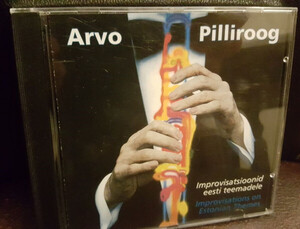 Arvo Pilliroog
Improvisatsioonid
eesti teemadele
Improvisations on
Estonian Themes